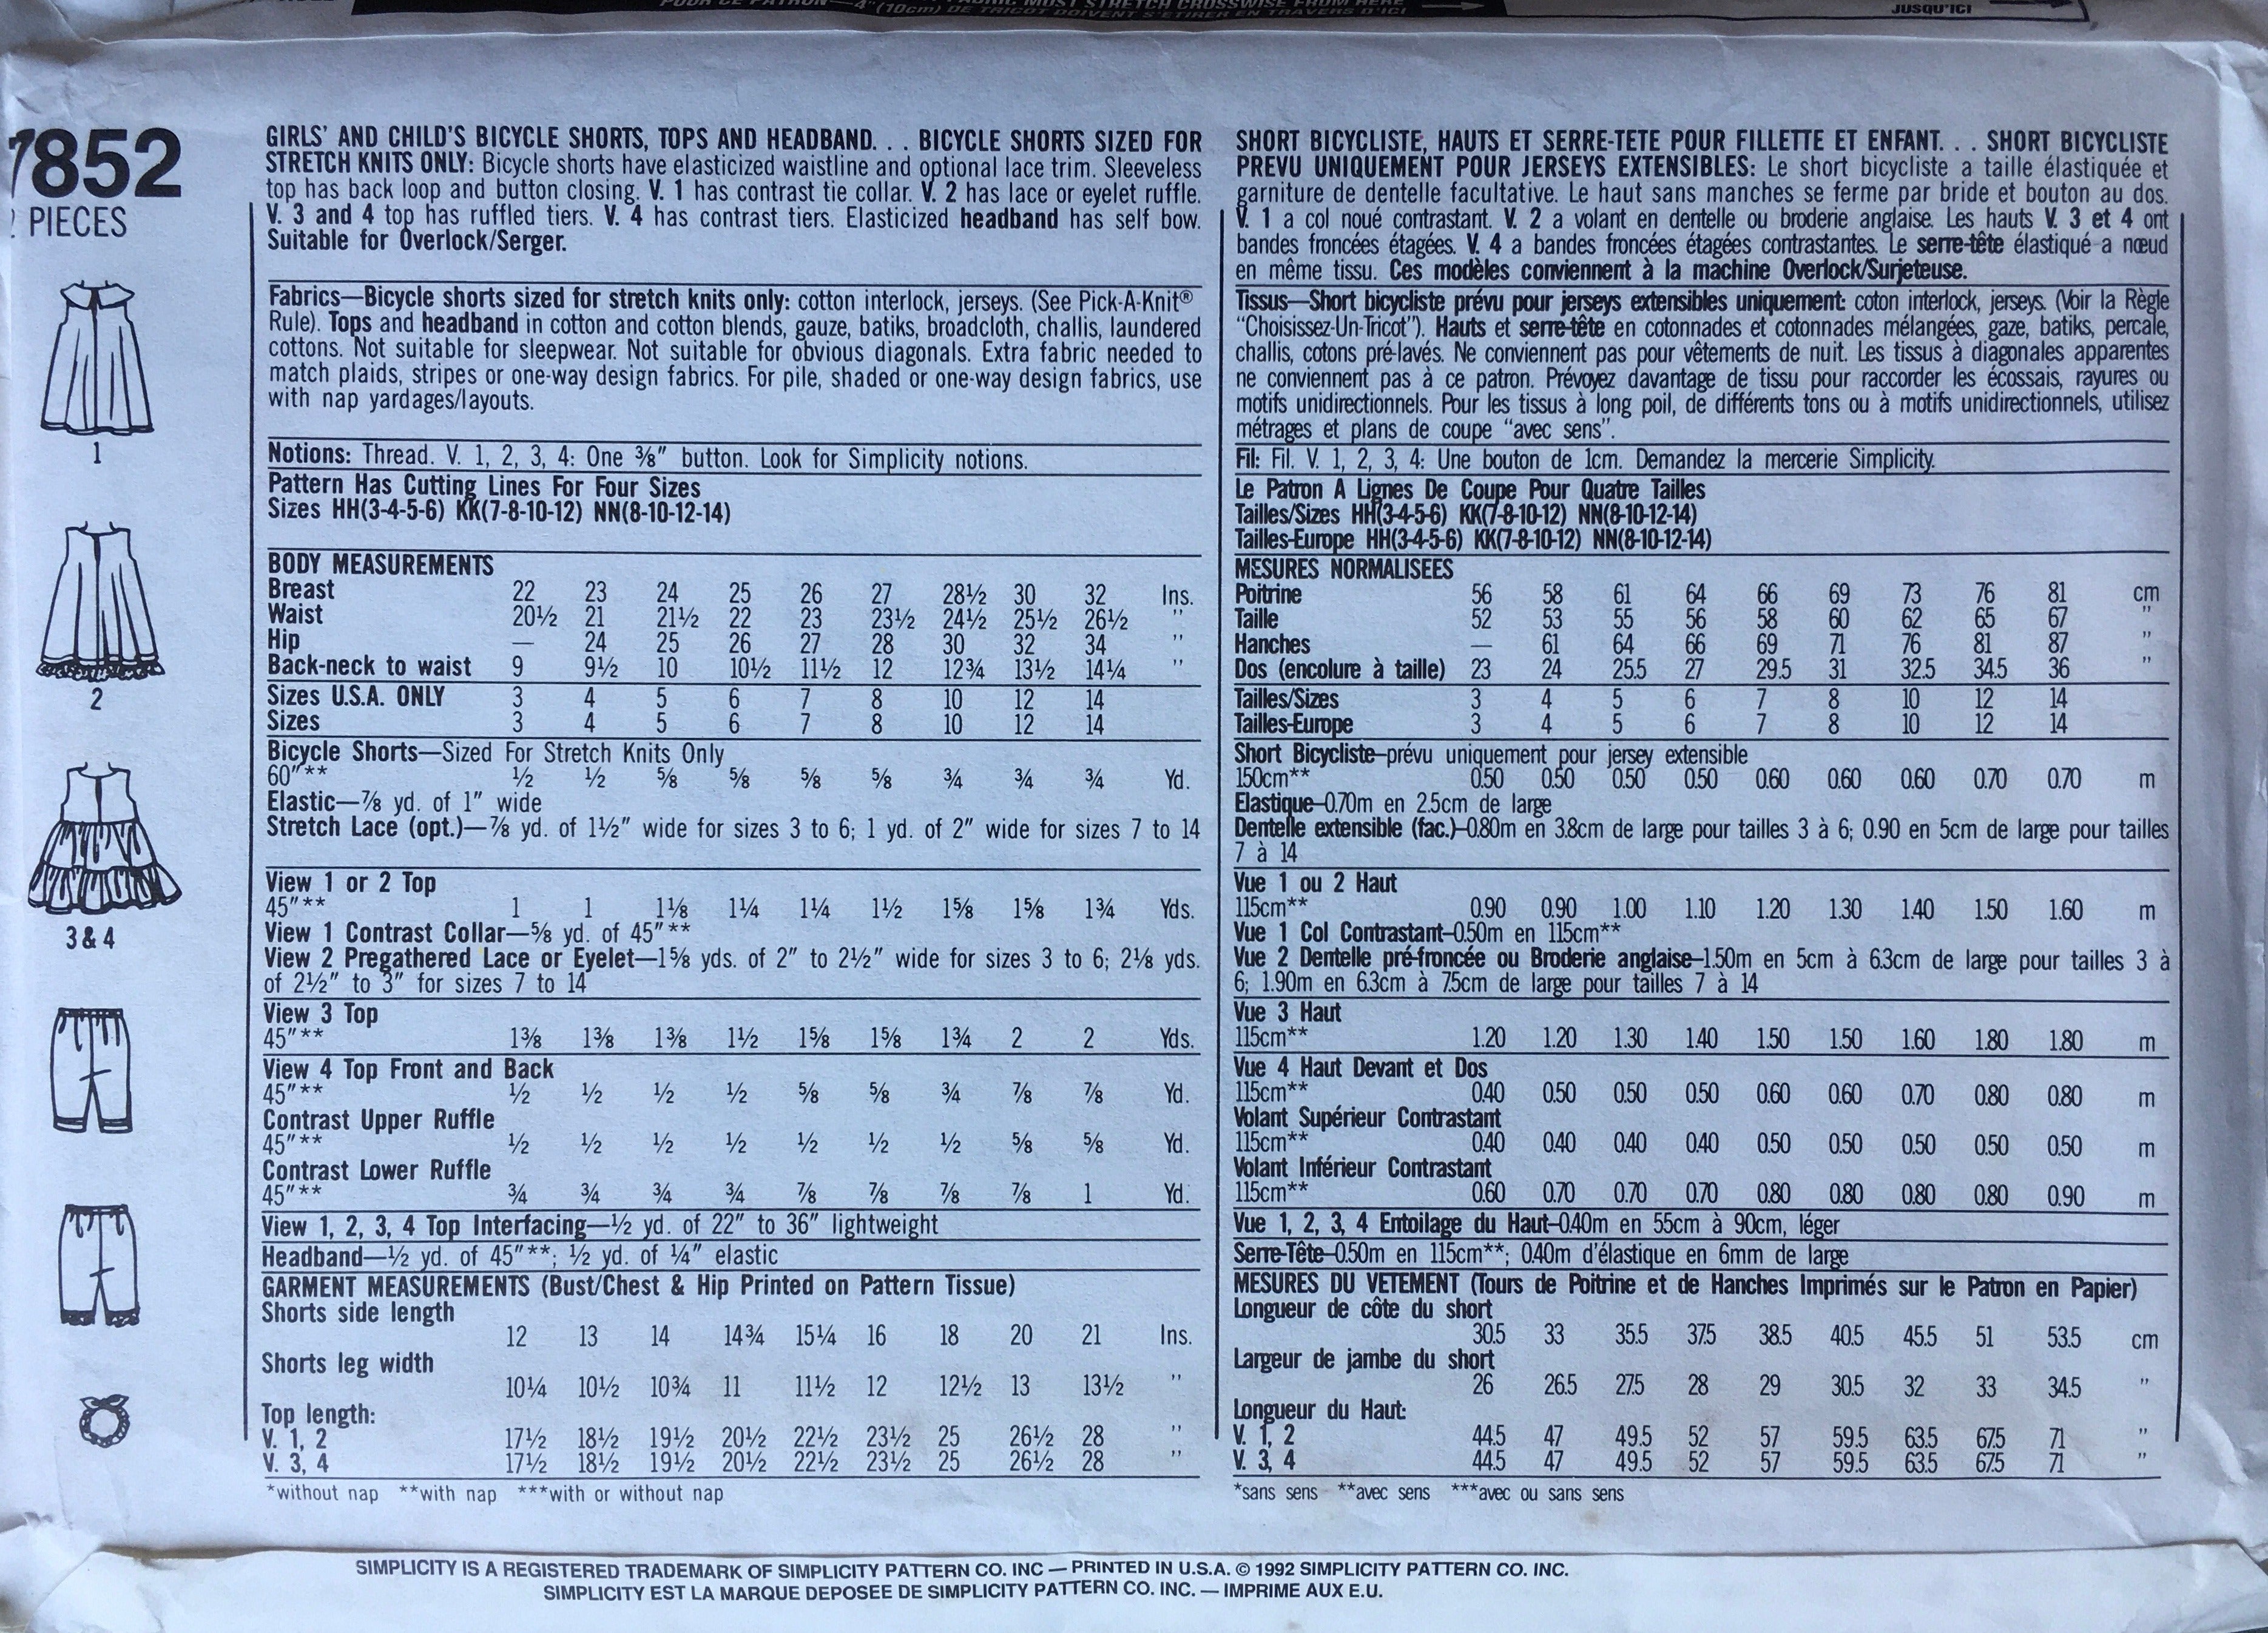 POUR CE PATRON—4"(10cm) DE TRICOT DOIVENT S'ETIRER EN TRAVERS D'ICI
JUSQU'ICI
7852
PIECES
1
2
3 & 4
GIRLS' AND CHILD'S BICYCLE SHORTS, TOPS AND HEADBAND. . . BICYCLE SHORTS SIZED FOR
STRETCH KNITS ONLY: Bicycle shorts have elasticized waistline and optional lace trim. Sleeveless
top has back loop and button closing. V. 1 has contrast tie collar. V. 2 has lace or eyelet ruffle.
V. 3 and 4 top has ruffled tiers. V. 4 has contrast tiers. Elasticized headband has self bow.
Suitable for Overlock/Serger.
Fabrics—Bicycle shorts sized for stretch knits only: cotton interlock, jerseys. (See Pick-A-Knit®
Rule). Tops and headband in cotton and cotton blends, gauze, batiks, broadcloth, challis, laundered
cottons. Not suitable for sleepwear. Not suitable for obvious diagonals. Extra fabric needed to
match plaids, stripes or one-way design fabrics. For pile, shaded or one-way design fabrics, use
with nap yardages/layouts.
Notions: Thread. V. 1, 2, 3, 4: One ⅜" button. Look for Simplicity notions.
Pattern Has Cutting Lines For Four Sizes
Sizes HH(3-4-5-6) KK(7-8-10-12) NN(8-10-12-14)
BODY MEASUREMENTS
Breast 22 23 24 25 26 27 28½ 30 32 Ins.
Waist 20½ 21 21½ 22 23 23½ 24½ 25½ 26½ "
Hip — 24 25 26 27 28 30 32 34 "
Back-neck to waist 9 9½ 10 10½ 11½ 12 12¾ 13½ 14¼ "
Sizes U.S.A. ONLY 3 4 5 6 7 8 10 12 14
Sizes 3 4 5 6 7 8 10 12 14
Bicycle Shorts—Sized For Stretch Knits Only
60"** ½ ½ ⅝ ⅝ ⅝ ⅝ ¾ ¾ ¾ Yd.
Elastic—⅞ yd. of 1" wide
Stretch Lace (opt.)—⅞ yd. of 1½" wide for sizes 3 to 6; 1 yd. of 2" wide for sizes 7 to 14
View 1 or 2 Top
45"** 1 1 1⅛ 1¼ 1¼ 1½ 1⅝ 1⅝ 1¾ Yds.
View 1 Contrast Collar—⅝ yd. of 45"**
View 2 Pregathered Lace or Eyelet—1⅝ yds. of 2" to 2½" wide for sizes 3 to 6; 2⅛ yds.
of 2½" to 3" for sizes 7 to 14
View 3 Top
45"** 1⅜ 1⅜ 1⅜ 1½ 1⅝ 1⅝ 1¾ 2 2 Yds.
View 4 Top Front and Back
45"** ½ ½ ½ ½ ⅝ ⅝ ¾ ⅞ ⅞ Yd.
Contrast Upper Ruffle
45"** ½ ½ ½ ½ ½ ½ ½ ⅝ ⅝ Yd.
Contrast Lower Ruffle
45"** ¾ ¾ ¾ ¾ ⅞ ⅞ ⅞ ⅞ 1 Yd.
View 1, 2, 3, 4 Top Interfacing—½ yd. of 22" to 36" lightweight
Headband—½ yd. of 45"**; ½ yd. of ¼" elastic
GARMENT MEASUREMENTS (Bust/Chest & Hip Printed on Pattern Tissue)
Shorts side length
12 13 14 14¾ 15¼ 16 18 20 21 Ins.
Shorts leg width
10¼ 10½ 10¾ 11 11½ 12 12½ 13 13½ "
Top length:
V. 1, 2 17½ 18½ 19½ 20½ 22½ 23½ 25 26½ 28 "
V. 3, 4 17½ 18½ 19½ 20½ 22½ 23½ 25 26½ 28 "
*without nap **with nap ***with or without nap
SHORT BICYCLISTE, HAUTS ET SERRE-TETE POUR FILLETTE ET ENFANT. . . SHORT BICYCLISTE
PREVU UNIQUEMENT POUR JERSEYS EXTENSIBLES: Le short bicycliste a taille élastiquée et
garniture de dentelle facultative. Le haut sans manches se ferme par bride et bouton au dos.
V. 1 a col noué contrastant. V. 2 a volant en dentelle ou broderie anglaise. Les hauts V. 3 et 4 ont
bandes froncées étagées. V. 4 a bandes froncées étagées contrastantes. Le serre-tête élastiqué a nœud
en même tissu. Ces modèles conviennent à la machine Overlock/Surjeteuse.
Tissus—Short bicycliste prévu pour jerseys extensibles uniquement: coton interlock, jerseys. (Voir la Règle
"Choisissez-Un-Tricot"). Hauts et serre-tête en cotonnades et cotonnades mélangées, gaze, batiks, percale,
challis, cotons pré-lavés. Ne conviennent pas pour vêtements de nuit. Les tissus à diagonales apparentes
ne conviennent pas à ce patron. Prévoyez davantage de tissu pour raccorder les écossais, rayures ou
motifs unidirectionnels. Pour les tissus à long poil, de différents tons ou à motifs unidirectionnels, utilisez
métrages et plans de coupe "avec sens".
Fil: Fil. V. 1, 2, 3, 4: Une bouton de 1cm. Demandez la mercerie Simplicity.
Le Patron A Lignes De Coupe Pour Quatre Tailles
Tailles/Sizes HH(3-4-5-6) KK(7-8-10-12) NN(8-10-12-14)
Tailles-Europe HH(3-4-5-6) KK(7-8-10-12) NN(8-10-12-14)
MESURES NORMALISEES
Poitrine 56 58 61 64 66 69 73 76 81 cm
Taille 52 53 55 56 58 60 62 65 67 "
Hanches — 61 64 66 69 71 76 81 87 "
Dos (encolure à taille) 23 24 25.5 27 29.5 31 32.5 34.5 36 "
Tailles/Sizes 3 4 5 6 7 8 10 12 14
Tailles-Europe 3 4 5 6 7 8 10 12 14
Short Bicycliste—prévu uniquement pour jersey extensible
150cm** 0.50 0.50 0.50 0.50 0.60 0.60 0.60 0.70 0.70 m
Elastique—0.70m en 2.5cm de large
Dentelle extensible (fac.)—0.80m en 3.8cm de large pour tailles 3 à 6; 0.90 en 5cm de large pour tailles
7 à 14
Vue 1 ou 2 Haut
115cm** 0.90 0.90 1.00 1.10 1.20 1.30 1.40 1.50 1.60 m
Vue 1 Col Contrastant—0.50m en 115cm**
Vue 2 Dentelle pré-froncée ou Broderie anglaise—1.50m en 5cm à 6.3cm de large pour tailles 3 à
6; 1.90m en 6.3cm à 7.5cm de large pour tailles 7 à 14
Vue 3 Haut
115cm** 1.20 1.20 1.30 1.40 1.50 1.50 1.60 1.80 1.80 m
Vue 4 Haut Devant et Dos
115cm** 0.40 0.50 0.50 0.50 0.60 0.60 0.70 0.80 0.80 m
Volant Supérieur Contrastant
115cm** 0.40 0.40 0.40 0.40 0.50 0.50 0.50 0.50 0.50 m
Volant Inférieur Contrastant
115cm** 0.60 0.70 0.70 0.70 0.80 0.80 0.80 0.80 0.90 m
Vue 1, 2, 3, 4 Entoilage du Haut—0.40m en 55cm à 90cm, léger
Serre-Tête—0.50m en 115cm**; 0.40m d'élastique en 6mm de large
MESURES DU VETEMENT (Tours de Poitrine et de Hanches Imprimés sur le Patron en Papier)
Longueur de côte du short
30.5 33 35.5 37.5 38.5 40.5 45.5 51 53.5 cm
Largeur de jambe du short
26 26.5 27.5 28 29 30.5 32 33 34.5 "
Longueur du Haut:
V. 1, 2 44.5 47 49.5 52 57 59.5 63.5 67.5 71 "
V. 3, 4 44.5 47 49.5 52 57 59.5 63.5 67.5 71 "
*sans sens **avec sens ***avec ou sans sens
SIMPLICITY IS A REGISTERED TRADEMARK OF SIMPLICITY PATTERN CO. INC — PRINTED IN U.S.A. © 1992 SIMPLICITY PATTERN CO. INC.
SIMPLICITY EST LA MARQUE DEPOSEE DE SIMPLICITY PATTERN CO. INC. — IMPRIME AUX E.U.